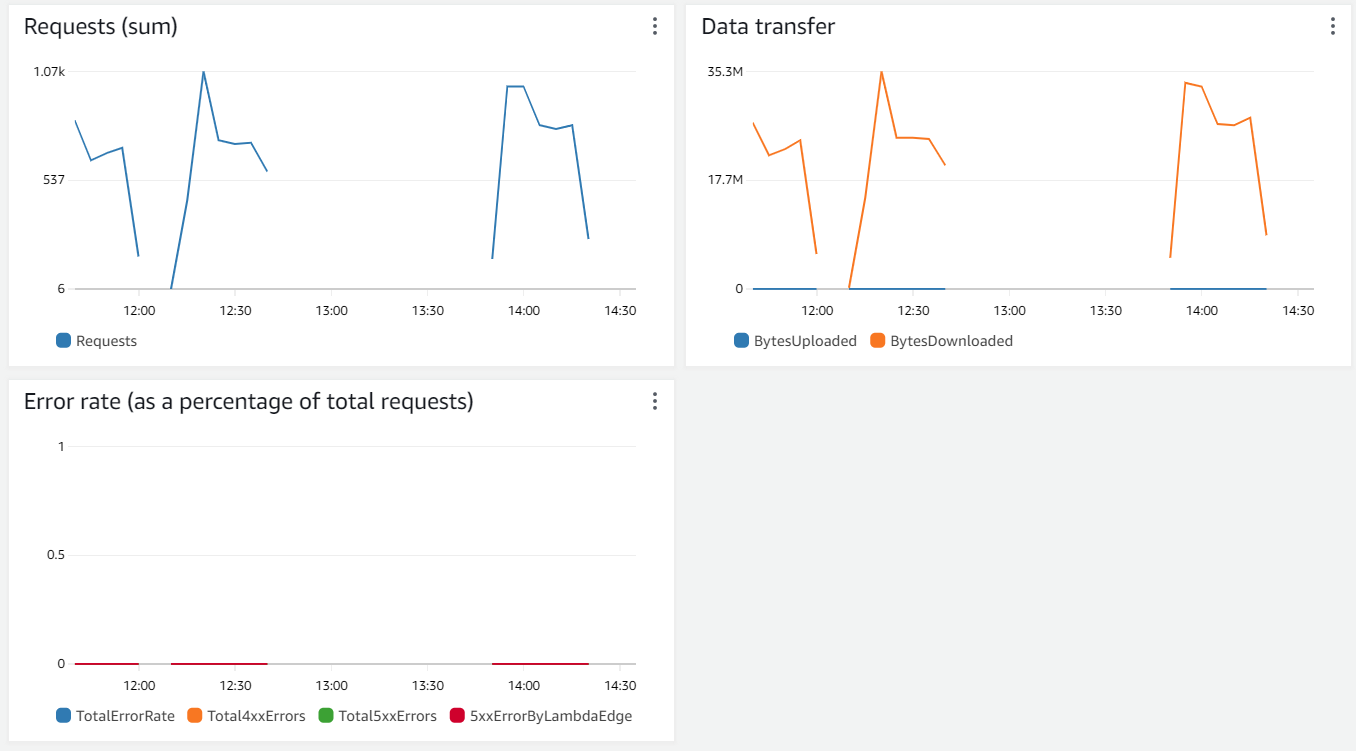 Requests (sum)
1.07k
537
6
12:00 12:30 13:00 13:30 14:00 14:30
Requests
Data transfer
35.3M
17.7M
0
12:00 12:30 13:00 13:30 14:00 14:30
BytesUploaded BytesDownloaded
Error rate (as a percentage of total requests)
1
0.5
0
12:00 12:30 13:00 13:30 14:00 14:30
TotalErrorRate Total4xxErrors Total5xxErrors 5xxErrorByLambdaEdge